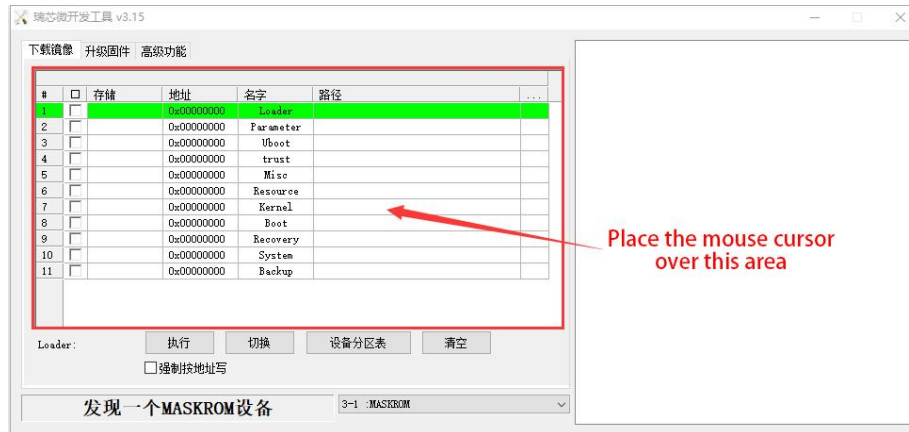 瑞芯微开发工具 v3.15
下载镜像 升级固件 高级功能
# 存储 地址 名字 路径 ...
1 0x00000000 Loader
2 0x00000000 Parameter
3 0x00000000 Uboot
4 0x00000000 trust
5 0x00000000 Misc
6 0x00000000 Resource
7 0x00000000 Kernel
8 0x00000000 Boot
9 0x00000000 Recovery
10 0x00000000 System
11 0x00000000 Backup
Place the mouse cursor
over this area
Loader: 执行 切换 设备分区表 清空
强制按地址写
发现一个MASKROM设备 3-1 :MASKROM